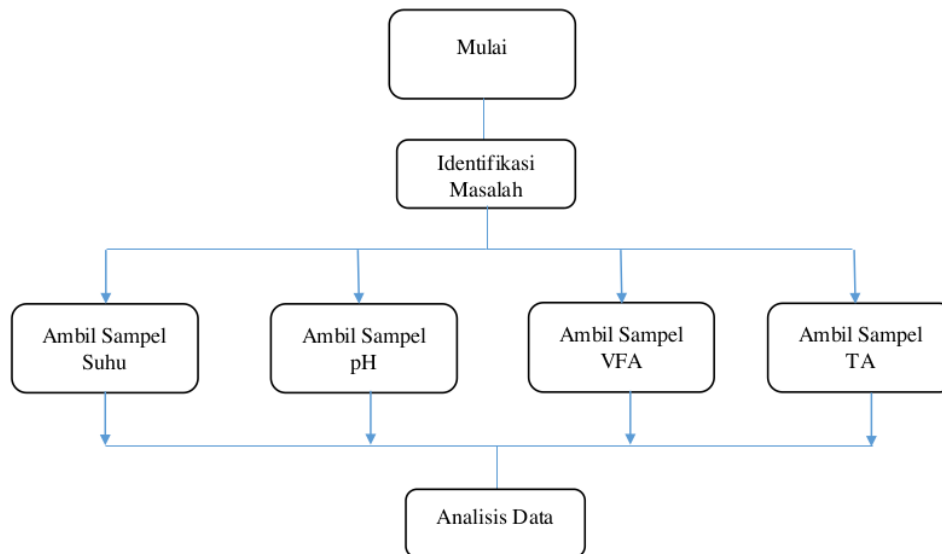 Mulai
Identifikasi
Masalah
Ambil Sampel
Suhu
Ambil Sampel
pH
Ambil Sampel
VFA
Ambil Sampel
TA
Analisis Data